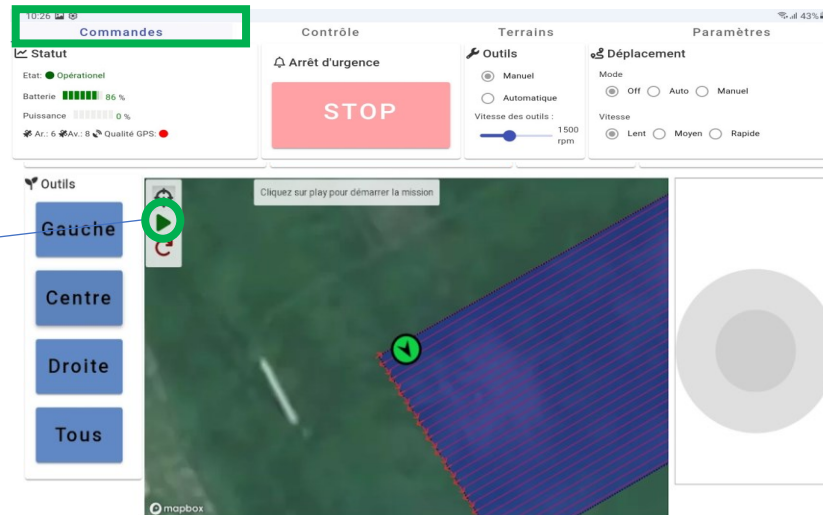 10:26
43%
Commandes
Contrôle
Terrains
Paramètres
Statut
Etat: Opérationel
Batterie 86 %
Puissance 0 %
Ar.: 6 Av.: 8 Qualité GPS:
Arrêt d'urgence
STOP
Outils
Manuel
Automatique
Vitesse des outils :
1500
rpm
Déplacement
Mode
Off Auto Manuel
Vitesse
Lent Moyen Rapide
Outils
Gauche
Centre
Droite
Tous
Cliquez sur play pour démarrer la mission
mapbox